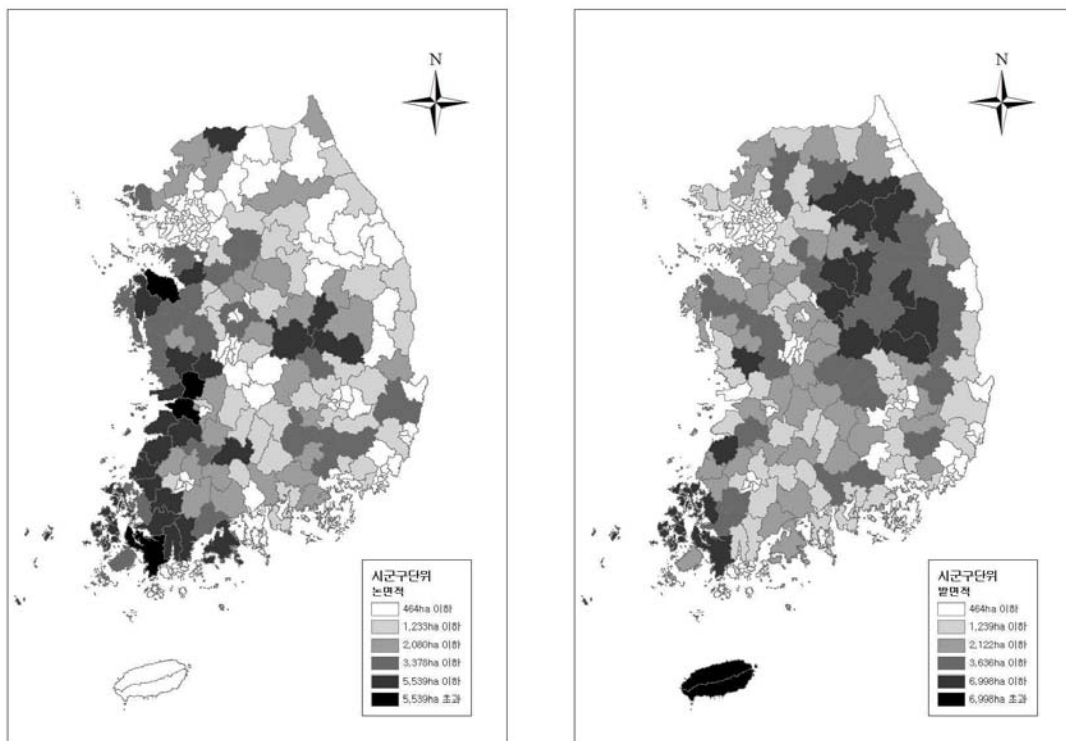 N
시군구단위
논면적
464ha 이하
1,233ha 이하
2,080ha 이하
3,378ha 이하
5,539ha 이하
5,539ha 초과
N
시군구단위
밭면적
464ha 이하
1,239ha 이하
2,122ha 이하
3,636ha 이하
6,998ha 이하
6,998ha 초과